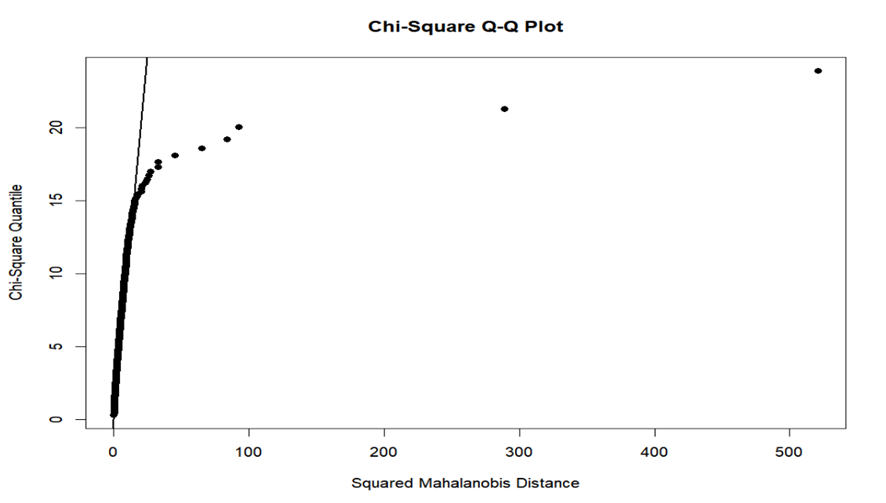 Chi-Square Q-Q Plot
Chi-Square Quantile
20
15
10
5
0
0 100 200 300 400 500
Squared Mahalanobis Distance